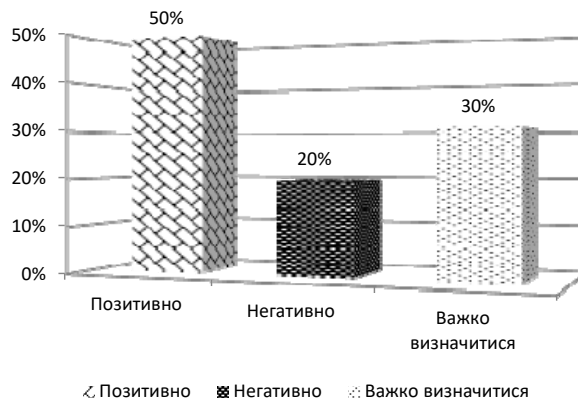 50%
50%
40%
30%
30%
20%
20%
10%
0%
Позитивно
Негативно
Важко
визначитися
Позитивно Негативно Важко визначитися